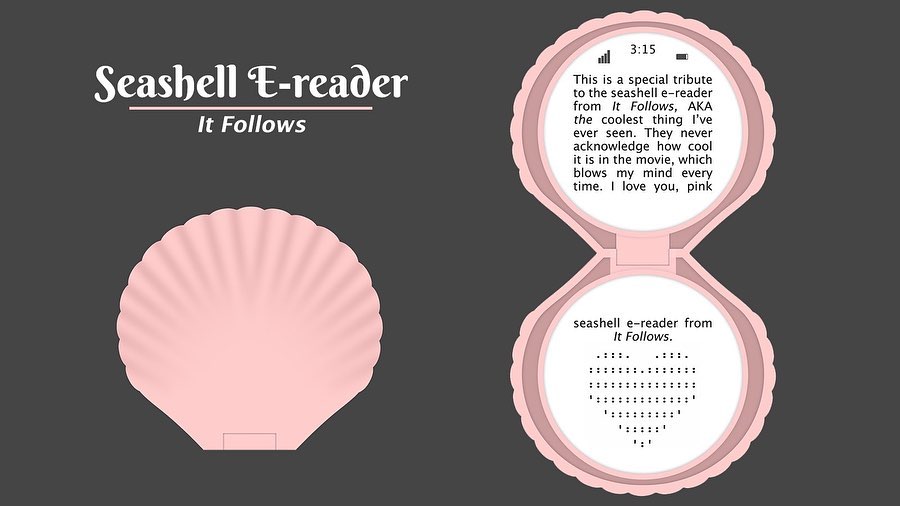 Seashell E-reader
It Follows
3:15
This is a special tribute
to the seashell e-reader
from It Follows, AKA
the coolest thing I've
ever seen. They never
acknowledge how cool
it is in the movie, which
blows my mind every
time. I love you, pink
seashell e-reader from
It Follows.
.:::.   .:::.
:::::::.:::::::
:::::::::::::::
':::::::::::::'
':::::::::'
':::::'
':'